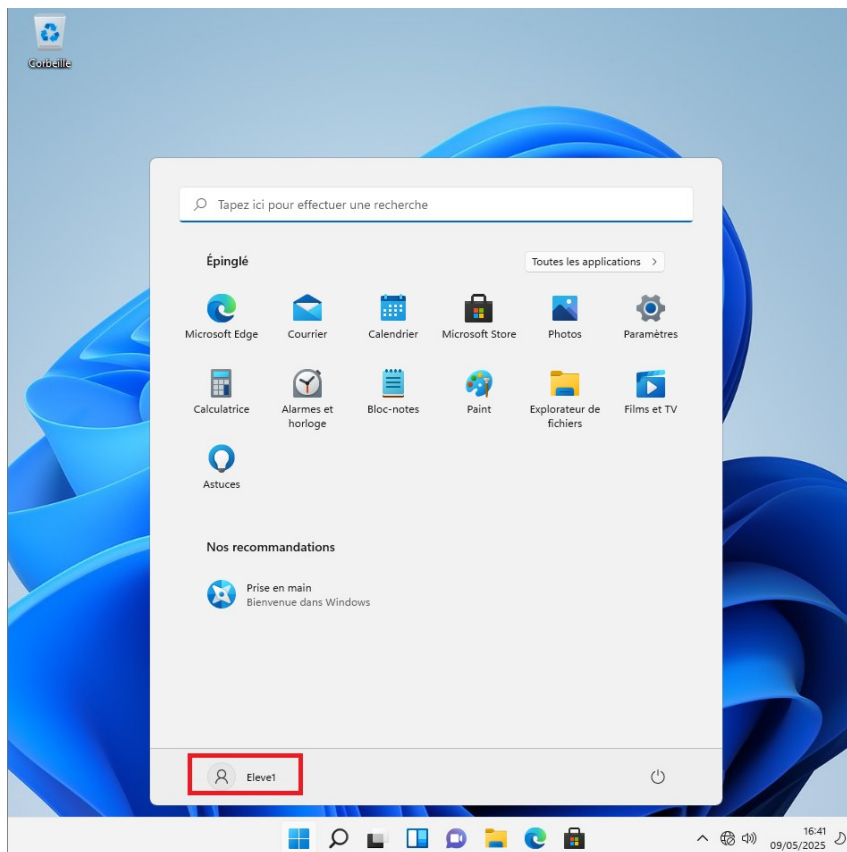 Corbeille
Tapez ici pour effectuer une recherche
Épinglé
Toutes les applications >
Microsoft Edge
Courrier
Calendrier
Microsoft Store
Photos
Paramètres
Calculatrice
Alarmes et
horloge
Bloc-notes
Paint
Explorateur de
fichiers
Films et TV
Astuces
Nos recommandations
Prise en main
Bienvenue dans Windows
Eleve1
16:41
09/05/2025